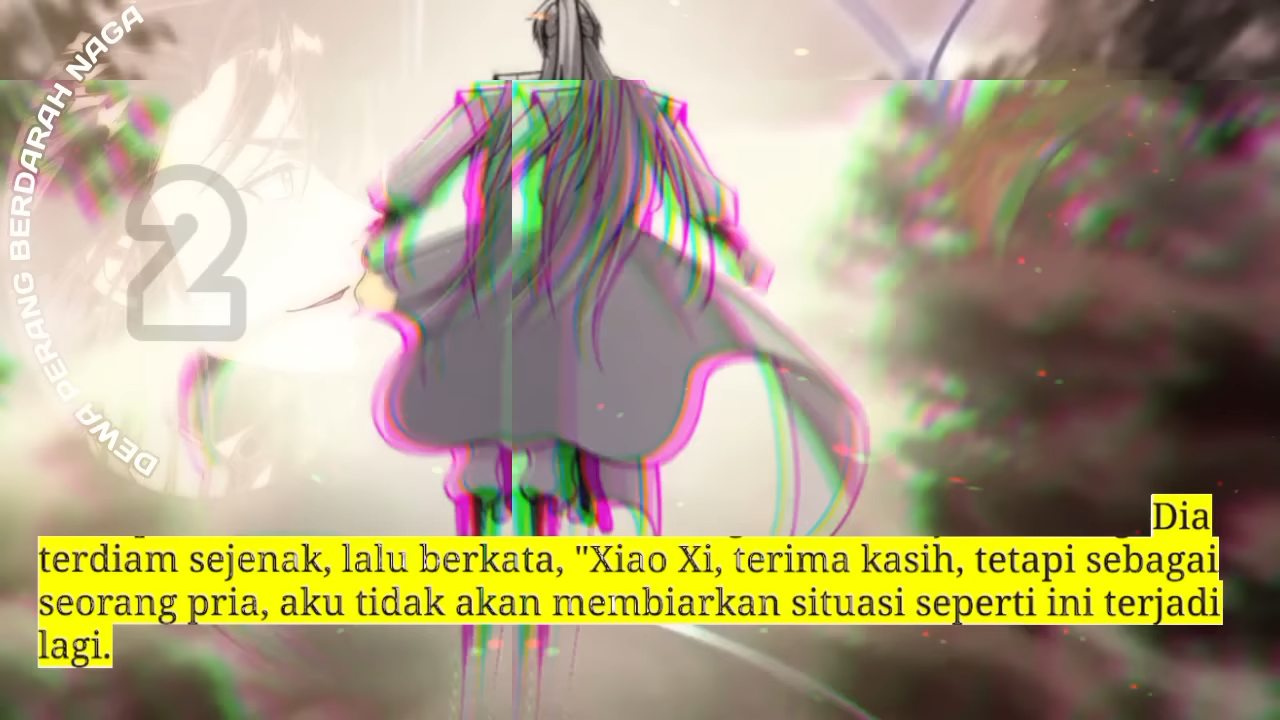 DEWA PERANG BERDARAH NAGA
2
Dia
terdiam sejenak, lalu berkata, "Xiao Xi, terima kasih, tetapi sebagai
seorang pria, aku tidak akan membiarkan situasi seperti ini terjadi
lagi.